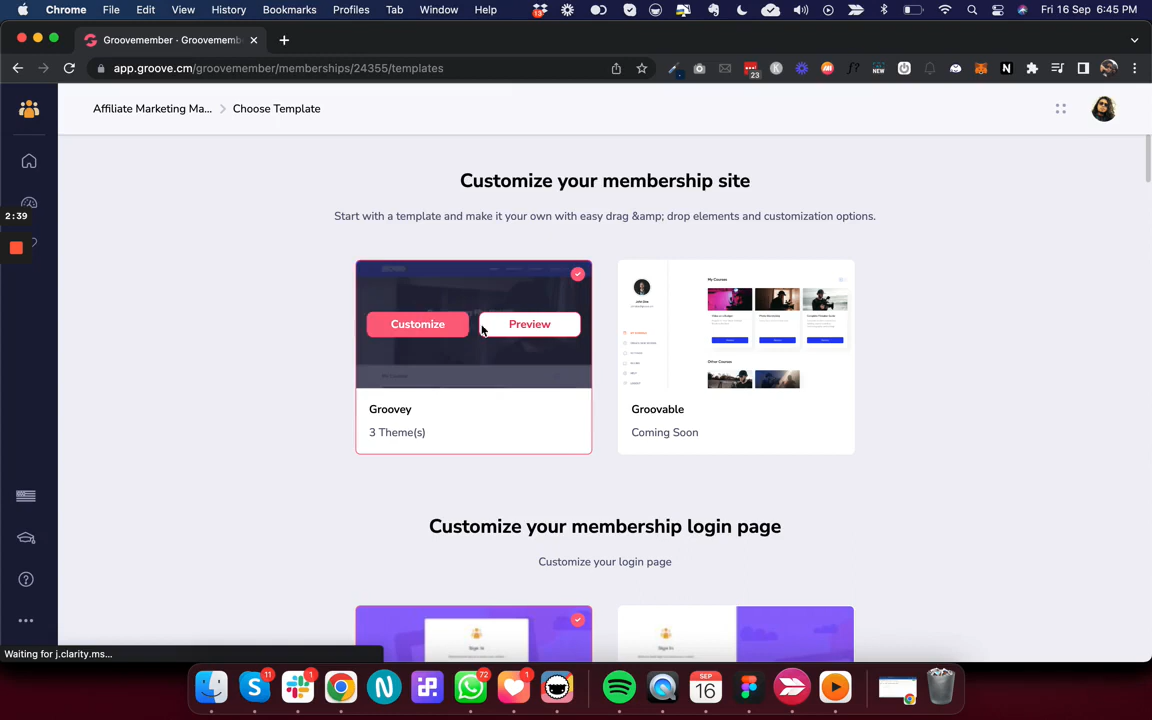 Chrome File Edit View History Bookmarks Profiles Tab Window Help Fri 16 Sep 6:45 PM
Groovemember · Groovememb
app.groove.cm/groovemember/memberships/24355/templates
Affiliate Marketing Ma... Choose Template
Customize your membership site
2:39
Start with a template and make it your own with easy drag &amp; drop elements and customization options.
My Courses
Customize Preview
Other Courses
Groovey Groovable
3 Theme(s) Coming Soon
Customize your membership login page
Customize your login page
Sign In Sign In
Waiting for j.clarity.ms...